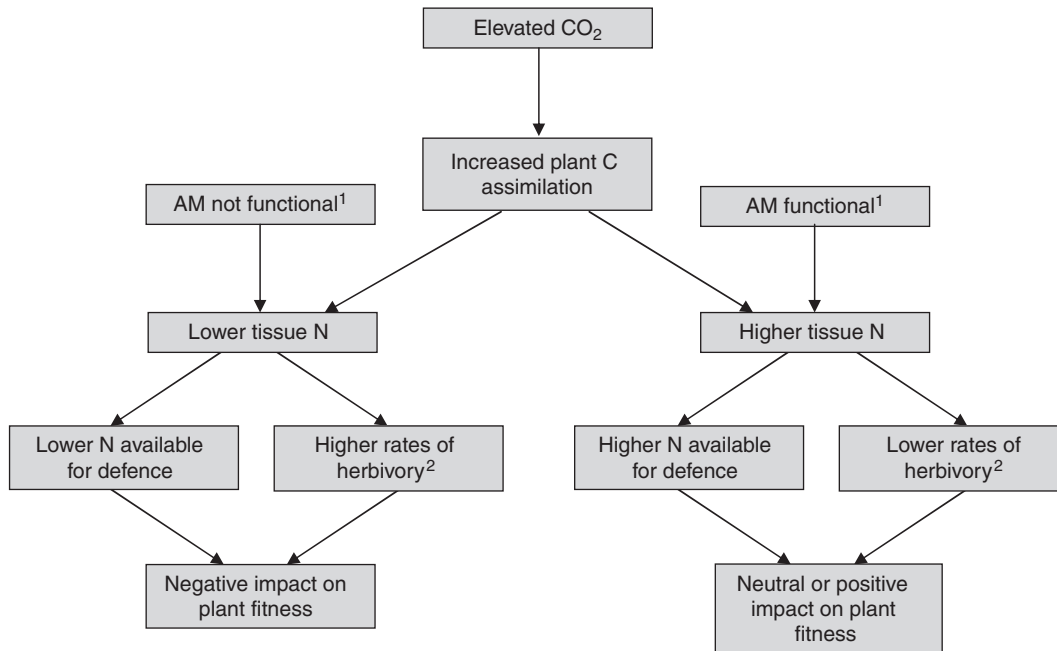 Elevated CO₂
Increased plant C
assimilation
AM not functional¹
AM functional¹
Lower tissue N
Higher tissue N
Lower N available
for defence
Higher rates of
herbivory²
Higher N available
for defence
Lower rates of
herbivory²
Negative impact on
plant fitness
Neutral or positive
impact on plant
fitness